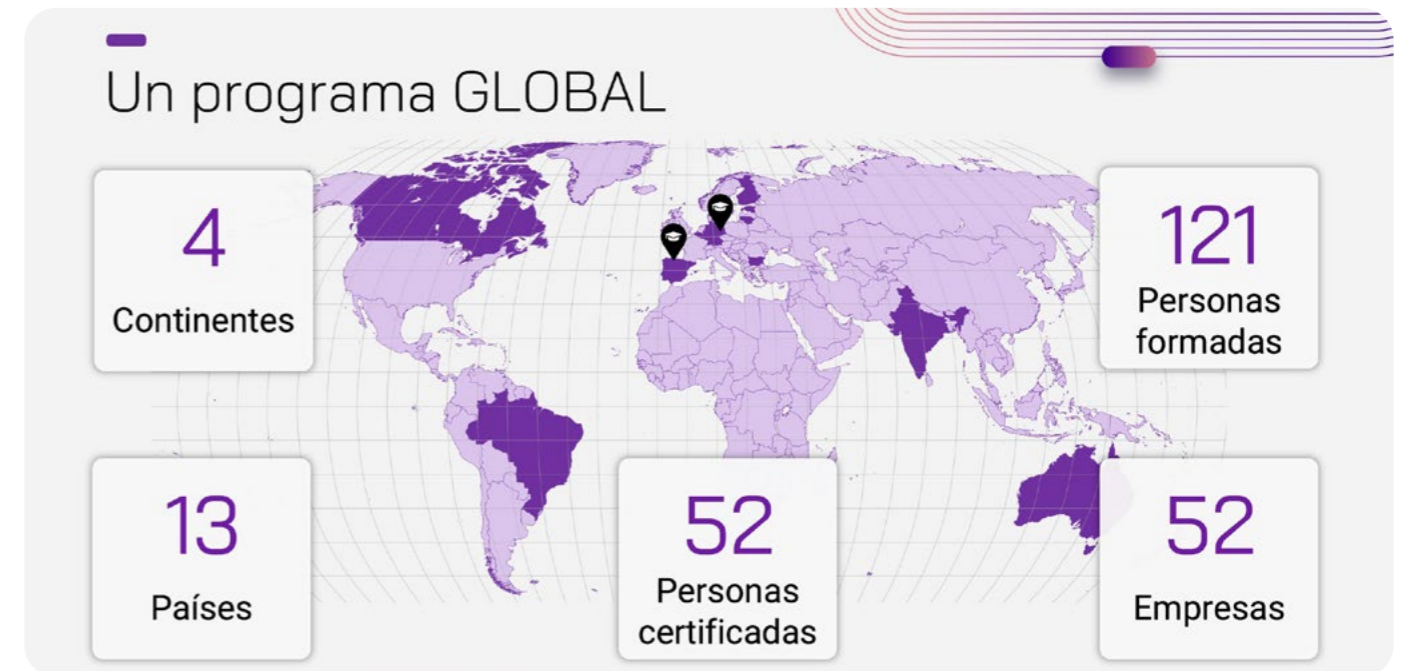 Un programa GLOBAL
4
Continentes
121
Personas
formadas
13
Países
52
Personas
certificadas
52
Empresas